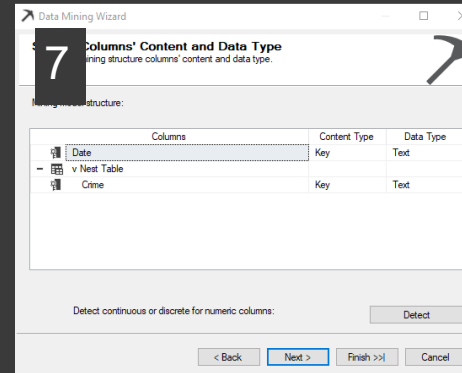 Data Mining Wizard
7
Columns' Content and Data Type
mining structure columns' content and data type.
structure:
Columns Content Type Data Type
Date Key Text
v Nest Table
Crime Key Text
Detect continuous or discrete for numeric columns:
Detect
< Back Next > Finish >>| Cancel